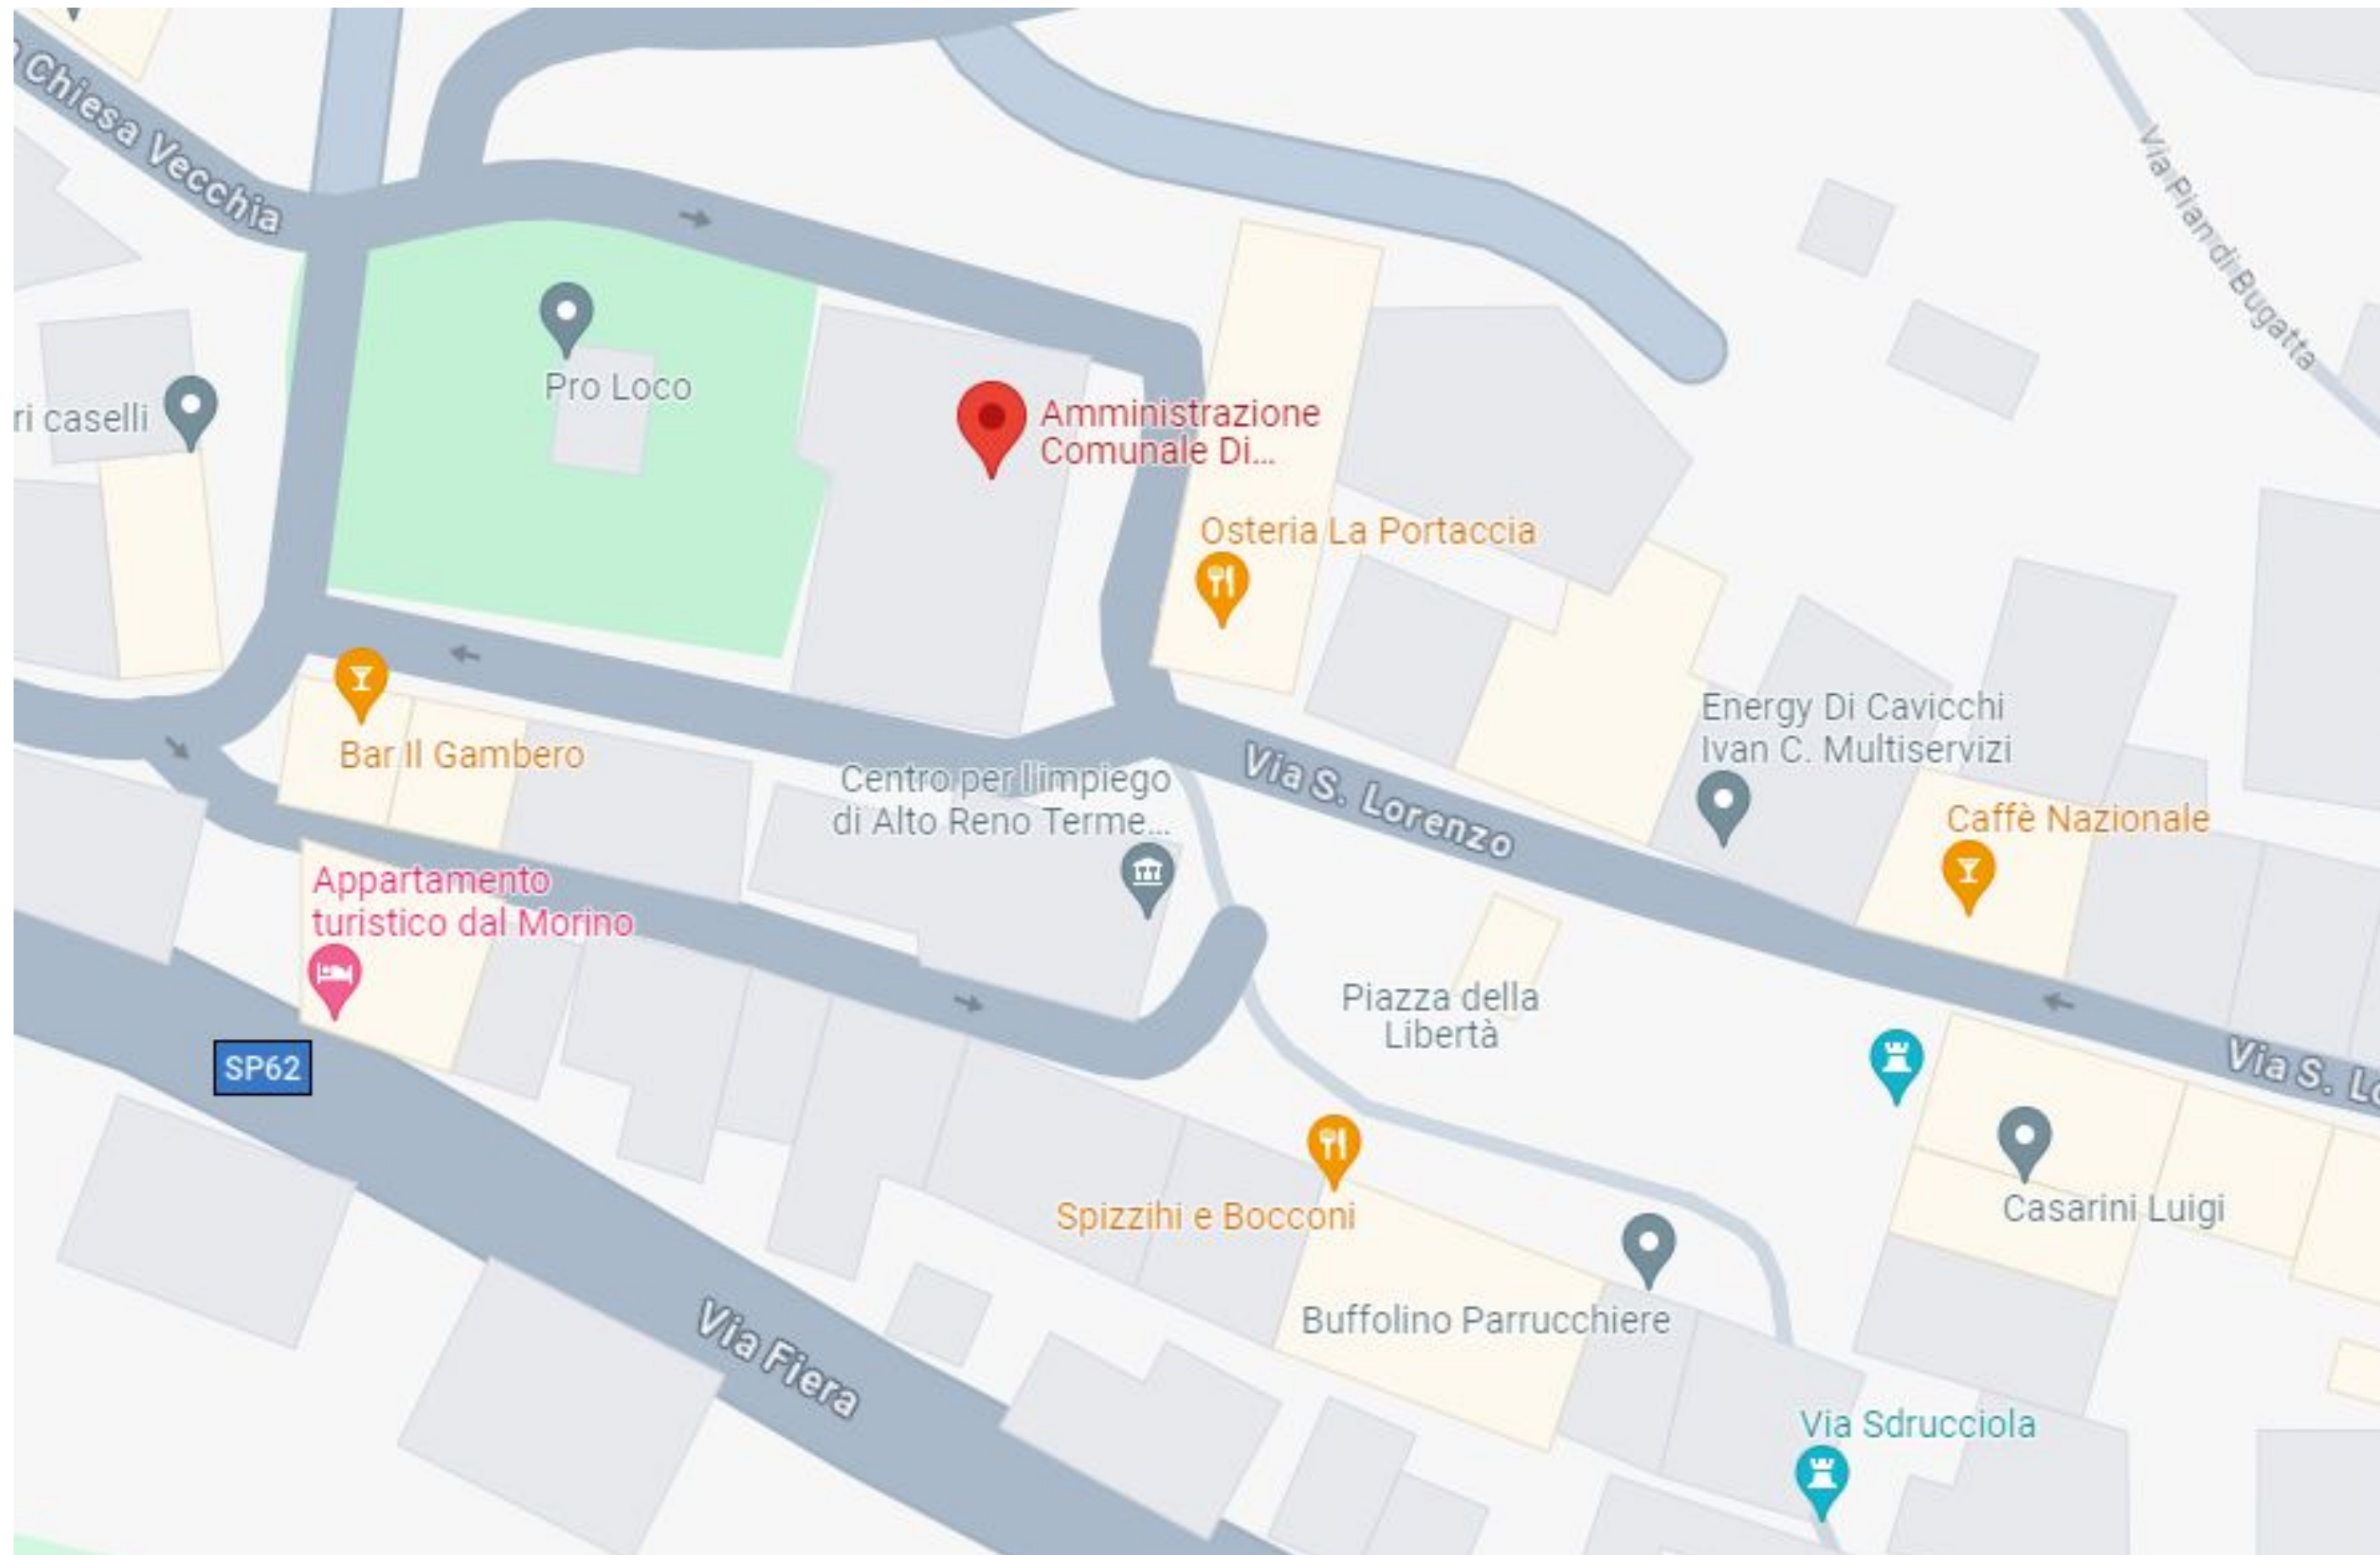 Chiesa Vecchia
Via Pian di Bugatta
Pro Loco
ri caselli
Amministrazione
Comunale Di...
Osteria La Portaccia
Bar Il Gambero
Centro per l'impiego
di Alto Reno Terme...
Via S. Lorenzo
Energy Di Cavicchi
Ivan C. Multiservizi
Caffè Nazionale
Appartamento
turistico dal Morino
Piazza della
Libertà
SP62
Via S. Lo
Spizzihi e Bocconi
Casarini Luigi
Buffolino Parrucchiere
Via Fiera
Via Sdrucciola